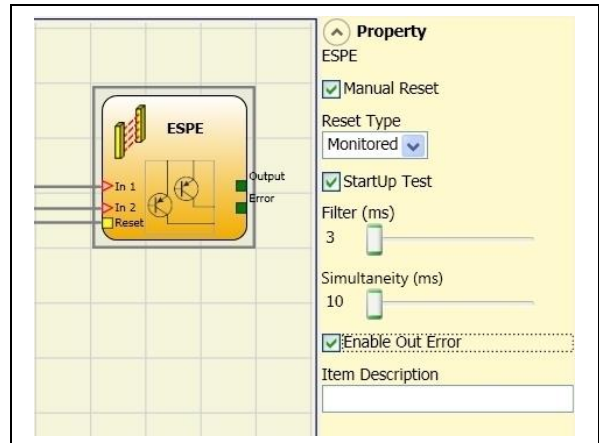 ESPE
In 1
In 2
Reset
Output
Error
Property
ESPE
Manual Reset
Reset Type
Monitored
StartUp Test
Filter (ms)
3
Simultaneity (ms)
10
Enable Out Error
Item Description